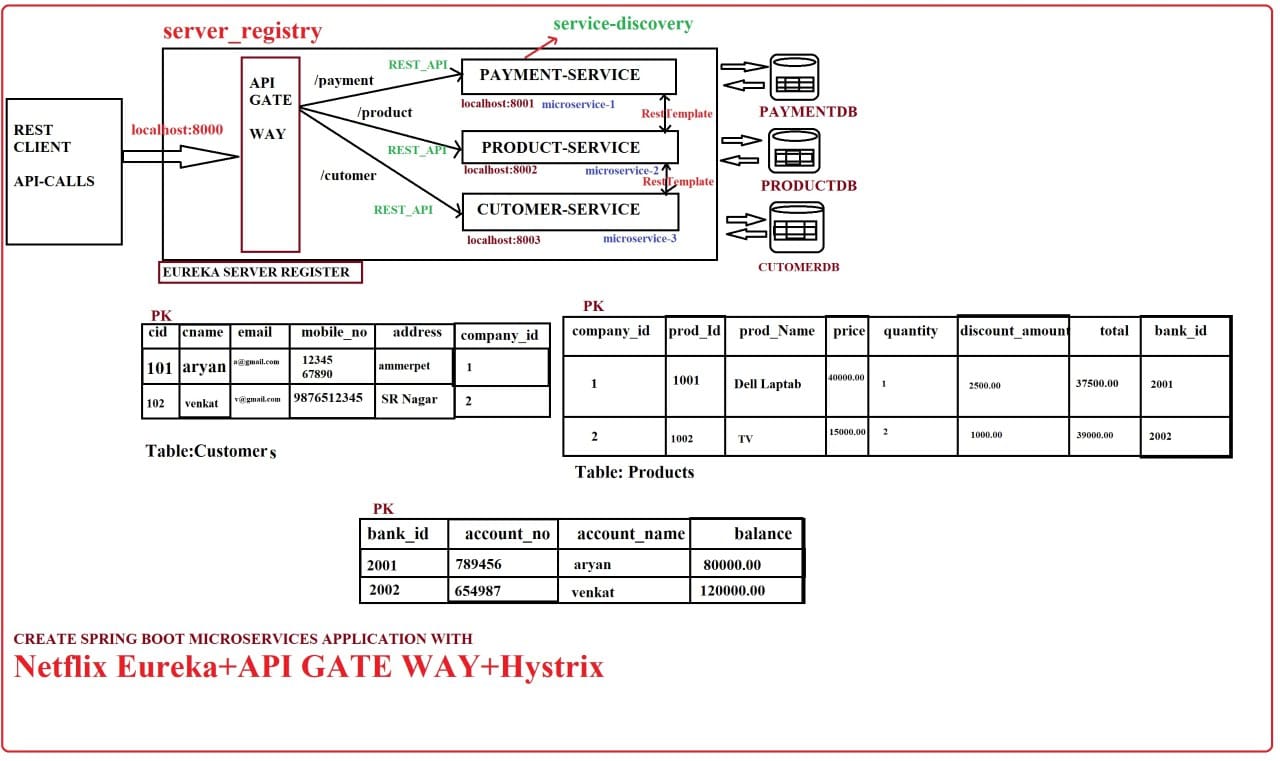 server_registry
service-discovery
REST CLIENT
API-CALLS
localhost:8000
API
GATE
WAY
/payment
/product
/cutomer
REST_API
REST_API
REST_API
PAYMENT-SERVICE
localhost:8001 microservice-1
RestTemplate
PRODUCT-SERVICE
localhost:8002 microservice-2
RestTemplate
CUTOMER-SERVICE
localhost:8003 microservice-3
PAYMENTDB
PRODUCTDB
CUTOMERDB
EUREKA SERVER REGISTER
PK
cid cname email mobile_no address company_id
101 aryan a@gmail.com 12345 67890 ammerpet 1
102 venkat v@gmail.com 9876512345 SR Nagar 2
Table:Customers
PK
company_id prod_Id prod_Name price quantity discount_amount total bank_id
1 1001 Dell Laptab 40000.00 1 2500.00 37500.00 2001
2 1002 TV 15000.00 2 1000.00 39000.00 2002
Table: Products
PK
bank_id account_no account_name balance
2001 789456 aryan 80000.00
2002 654987 venkat 120000.00
CREATE SPRING BOOT MICROSERVICES APPLICATION WITH
Netflix Eureka+API GATE WAY+Hystrix